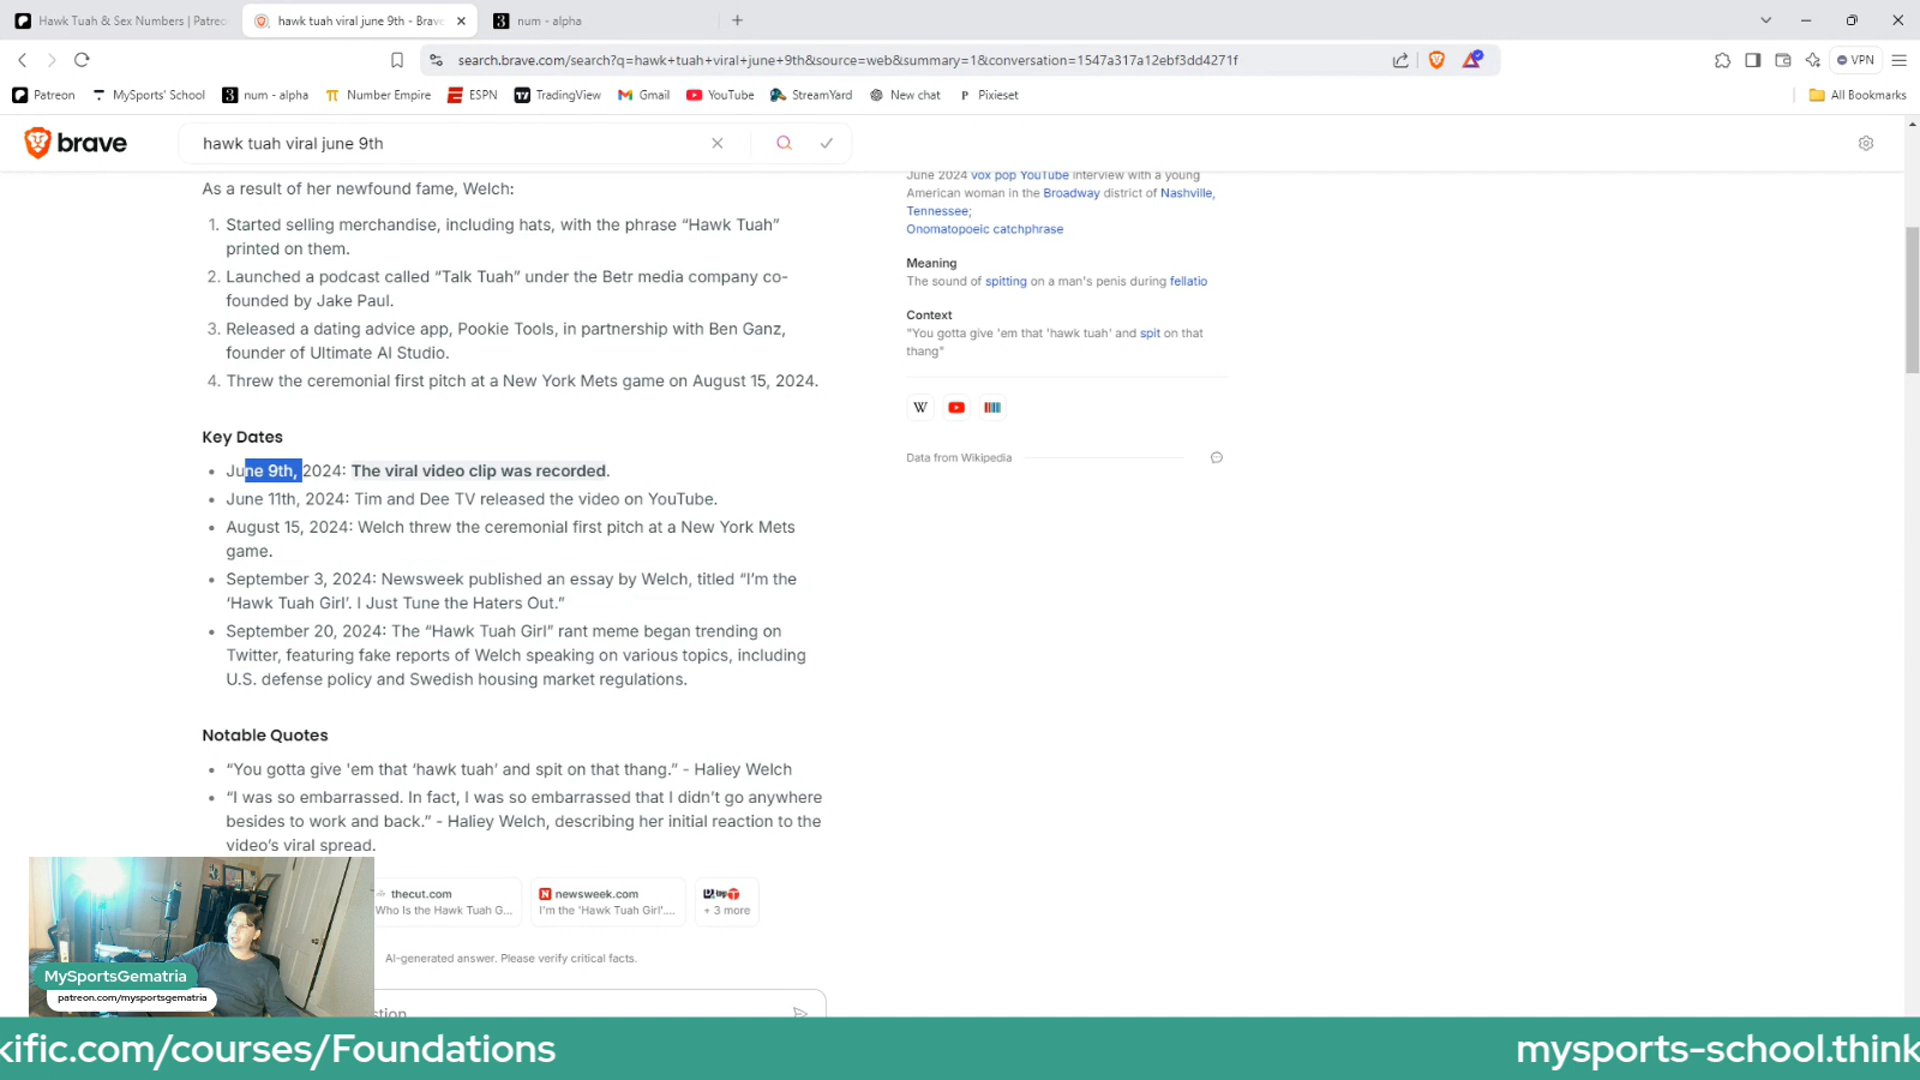 Hawk Tuah & Sex Numbers | Patreo
hawk tuah viral june 9th - Brave
num - alpha
search.brave.com/search?q=hawk+tuah+viral+june+9th&source=web&summary=1&conversation=1547a317a12ebf3dd4271f
VPN
Patreon
MySports' School
num - alpha
Number Empire
ESPN
TradingView
Gmail
YouTube
StreamYard
New chat
Pixieset
All Bookmarks
brave
hawk tuah viral june 9th
As a result of her newfound fame, Welch:
1. Started selling merchandise, including hats, with the phrase “Hawk Tuah”
printed on them.
2. Launched a podcast called “Talk Tuah” under the Betr media company co-
founded by Jake Paul.
3. Released a dating advice app, Pookie Tools, in partnership with Ben Ganz,
founder of Ultimate AI Studio.
4. Threw the ceremonial first pitch at a New York Mets game on August 15, 2024.
Key Dates
• June 9th, 2024: The viral video clip was recorded.
• June 11th, 2024: Tim and Dee TV released the video on YouTube.
• August 15, 2024: Welch threw the ceremonial first pitch at a New York Mets
game.
• September 3, 2024: Newsweek published an essay by Welch, titled “I’m the
‘Hawk Tuah Girl’. I Just Tune the Haters Out.”
• September 20, 2024: The “Hawk Tuah Girl” rant meme began trending on
Twitter, featuring fake reports of Welch speaking on various topics, including
U.S. defense policy and Swedish housing market regulations.
Notable Quotes
• “You gotta give 'em that ‘hawk tuah’ and spit on that thang.” - Haliey Welch
• “I was so embarrassed. In fact, I was so embarrassed that I didn’t go anywhere
besides to work and back.” - Haliey Welch, describing her initial reaction to the
video’s viral spread.
thecut.com
Who Is the Hawk Tuah G...
newsweek.com
I'm the 'Hawk Tuah Girl'....
+ 3 more
AI-generated answer. Please verify critical facts.
June 2024 vox pop YouTube interview with a young
American woman in the Broadway district of Nashville,
Tennessee;
Onomatopoeic catchphrase
Meaning
The sound of spitting on a man's penis during fellatio
Context
"You gotta give 'em that 'hawk tuah' and spit on that
thang"
W
Data from Wikipedia
MySportsGematria
patreon.com/mysportsgematria
kific.com/courses/Foundations
mysports-school.think